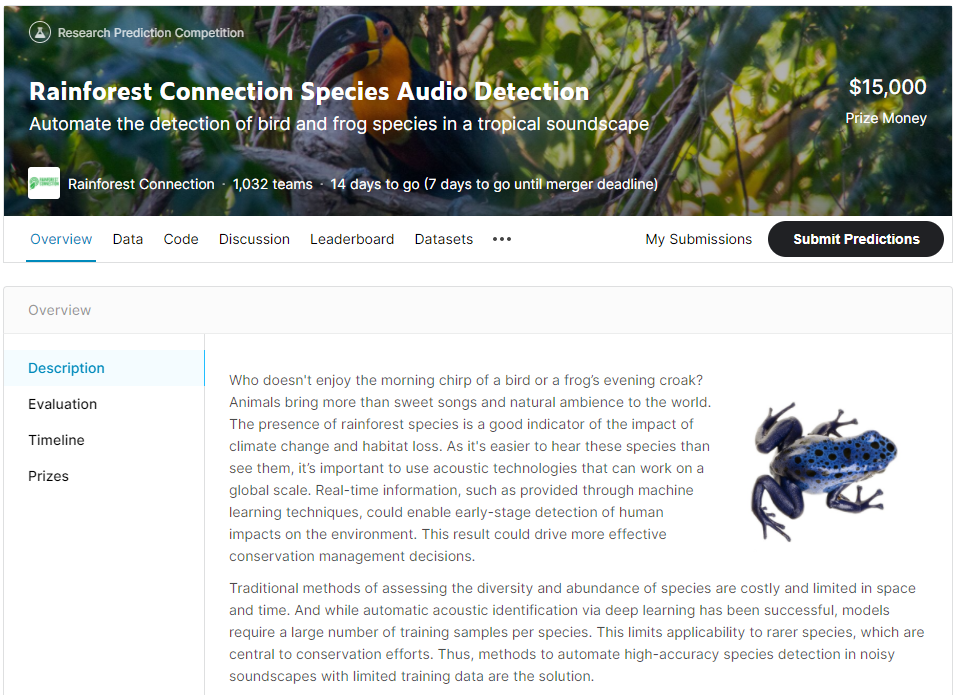 Research Prediction Competition
Rainforest Connection Species Audio Detection
Automate the detection of bird and frog species in a tropical soundscape
$15,000
Prize Money
Rainforest Connection · 1,032 teams · 14 days to go (7 days to go until merger deadline)
Overview Data Code Discussion Leaderboard Datasets ••• My Submissions Submit Predictions
Overview
Description
Evaluation
Timeline
Prizes
Who doesn't enjoy the morning chirp of a bird or a frog’s evening croak?
Animals bring more than sweet songs and natural ambience to the world.
The presence of rainforest species is a good indicator of the impact of
climate change and habitat loss. As it's easier to hear these species than
see them, it’s important to use acoustic technologies that can work on a
global scale. Real-time information, such as provided through machine
learning techniques, could enable early-stage detection of human
impacts on the environment. This result could drive more effective
conservation management decisions.
Traditional methods of assessing the diversity and abundance of species are costly and limited in space
and time. And while automatic acoustic identification via deep learning has been successful, models
require a large number of training samples per species. This limits applicability to rarer species, which are
central to conservation efforts. Thus, methods to automate high-accuracy species detection in noisy
soundscapes with limited training data are the solution.